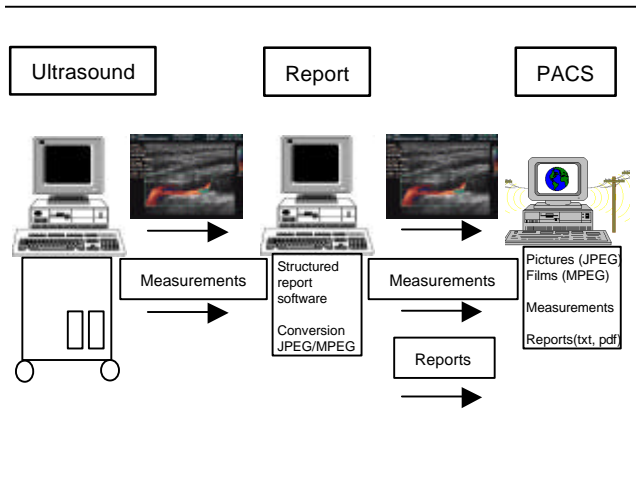 Ultrasound
Report
PACS
Measurements
Structured
report
software
Conversion
JPEG/MPEG
Measurements
Reports
Pictures (JPEG)
Films (MPEG)
Measurements
Reports(txt, pdf)